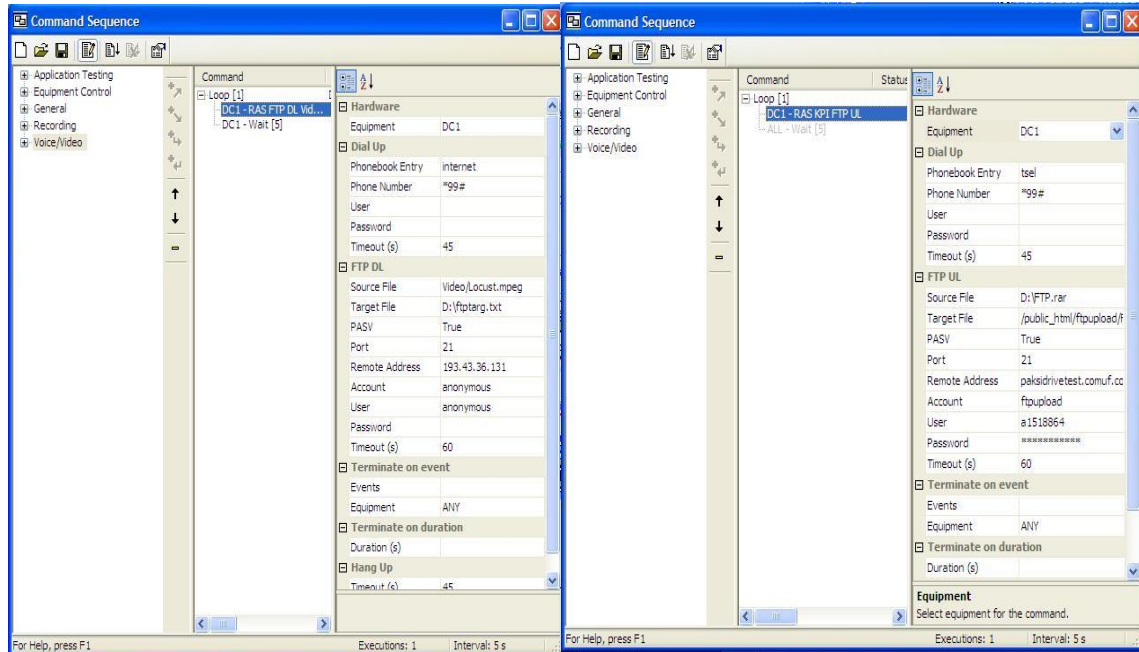 Command Sequence
Application Testing
Equipment Control
General
Recording
Voice/Video
Command
Loop [1]
DC1 - RAS FTP DL Vid...
DC1 - Wait [5]
Hardware
Equipment DC1
Dial Up
Phonebook Entry internet
Phone Number *99#
User
Password
Timeout (s) 45
FTP DL
Source File Video/Locust.mpeg
Target File D:\ftptarg.txt
PASV True
Port 21
Remote Address 193.43.36.131
Account anonymous
User anonymous
Password
Timeout (s) 60
Terminate on event
Events
Equipment ANY
Terminate on duration
Duration (s)
Hang Up
Timeout (s) 45
For Help, press F1
Executions: 1 Interval: 5 s
Command Sequence
Application Testing
Equipment Control
General
Recording
Voice/Video
Command Status
Loop [1]
DC1 - RAS KPI FTP UL
ALL - Wait [5]
Hardware
Equipment DC1
Dial Up
Phonebook Entry tsel
Phone Number *99#
User
Password
Timeout (s) 45
FTP UL
Source File D:\FTP.rar
Target File /public_html/ftpupload/F
PASV True
Port 21
Remote Address paksidrivetest.comuf.cc
Account ftpupload
User a1518864
Password ***********
Timeout (s) 60
Terminate on event
Events
Equipment ANY
Terminate on duration
Duration (s)
Equipment
Select equipment for the command.
For Help, press F1
Executions: 1 Interval: 5 s